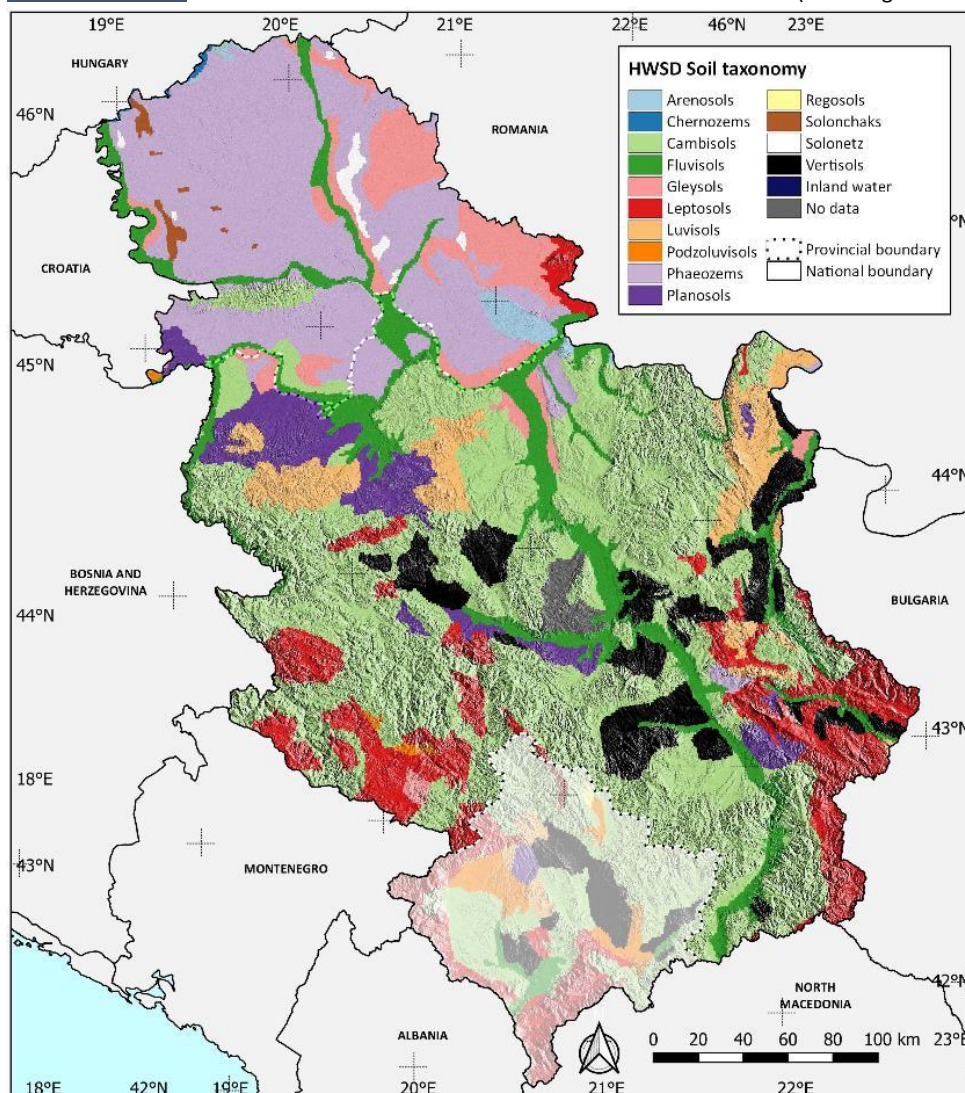 19°E 20°E 21°E 22°E 46°N 23°E
HUNGARY
46°N
ROMANIA
CROATIA
45°N
44°N
BOSNIA AND
HERZEGOVINA
BULGARIA
44°N
43°N
18°E
43°N
MONTENEGRO
42°N
NORTH
MACEDONIA
ALBANIA
0 20 40 60 80 100 km
23°E
18°E 42°N 19°E 20°E 21°E 22°E
HWSD Soil taxonomy
Arenosols
Chernozems
Cambisols
Fluvisols
Gleysols
Leptosols
Luvisols
Podzoluvisols
Phaeozems
Planosols
Regosols
Solonchaks
Solonetz
Vertisols
Inland water
No data
Provincial boundary
National boundary